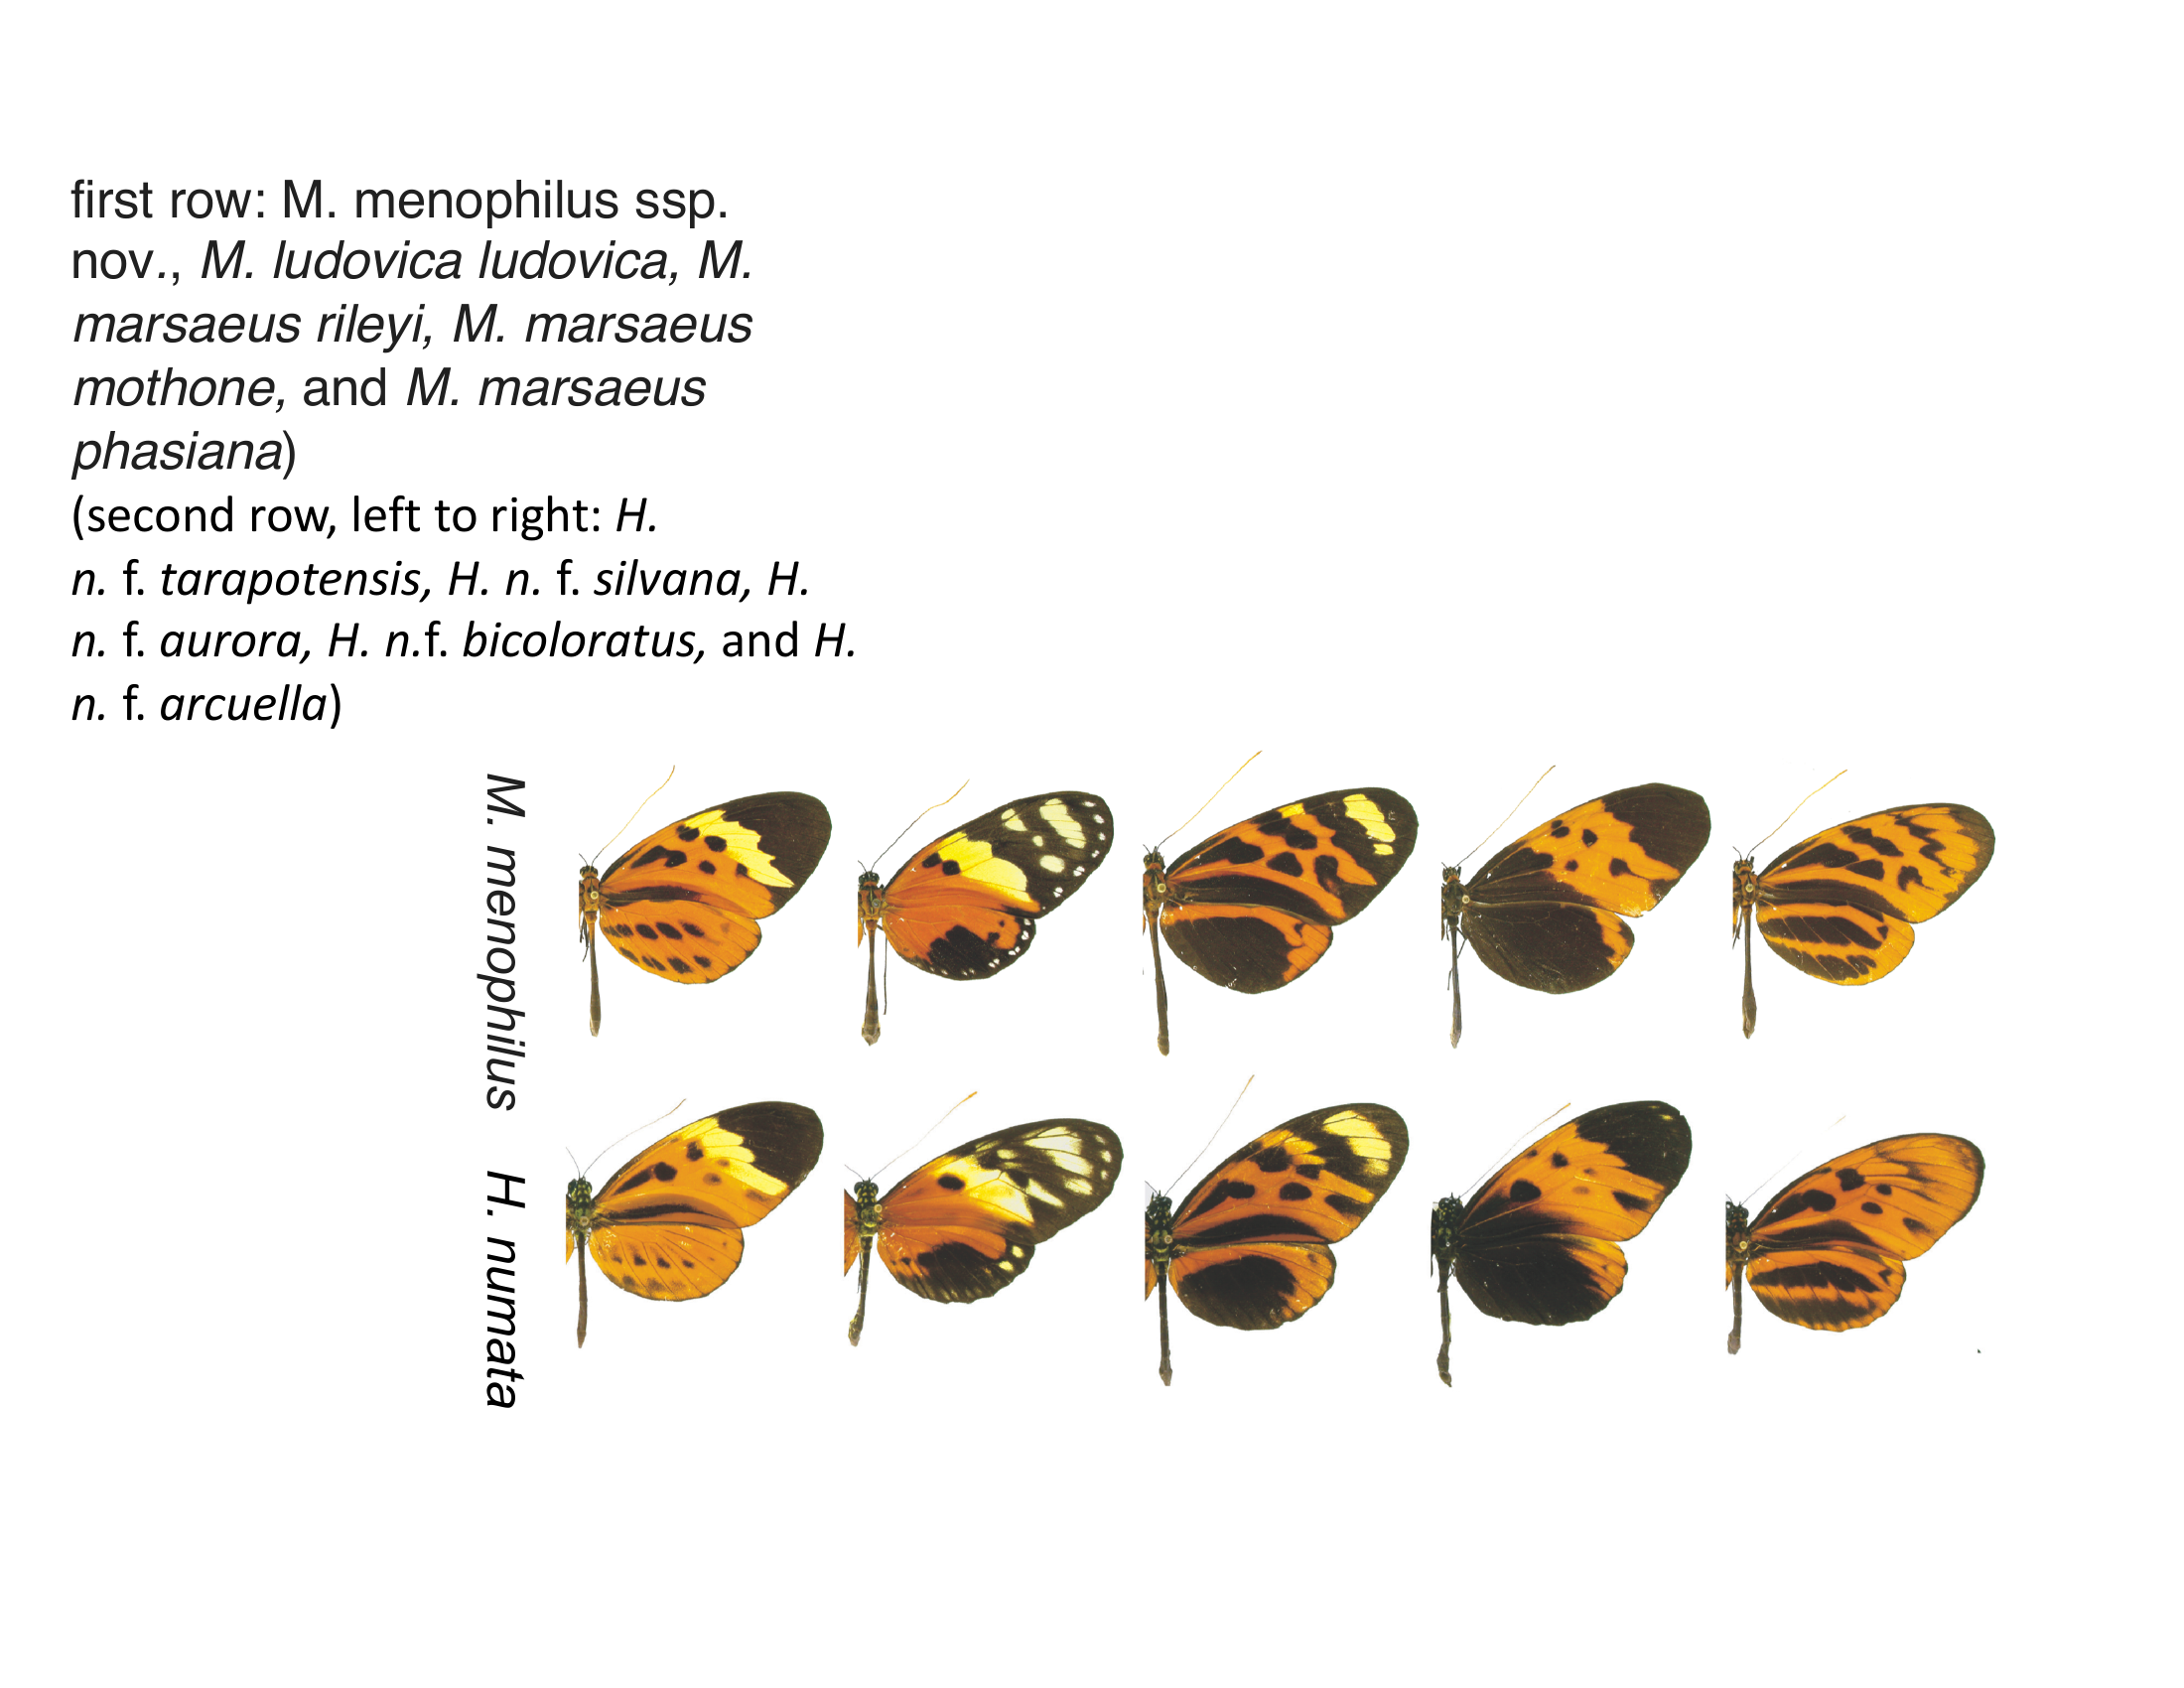 first row: M. menophilus ssp.
nov., M. ludovica ludovica, M.
marsaeus rileyi, M. marsaeus
mothone, and M. marsaeus
phasiana)
(second row, left to right: H.
n. f. tarapotensis, H. n. f. silvana, H.
n. f. aurora, H. n.f. bicoloratus, and H.
n. f. arcuella)
M. menophilus
H. numata